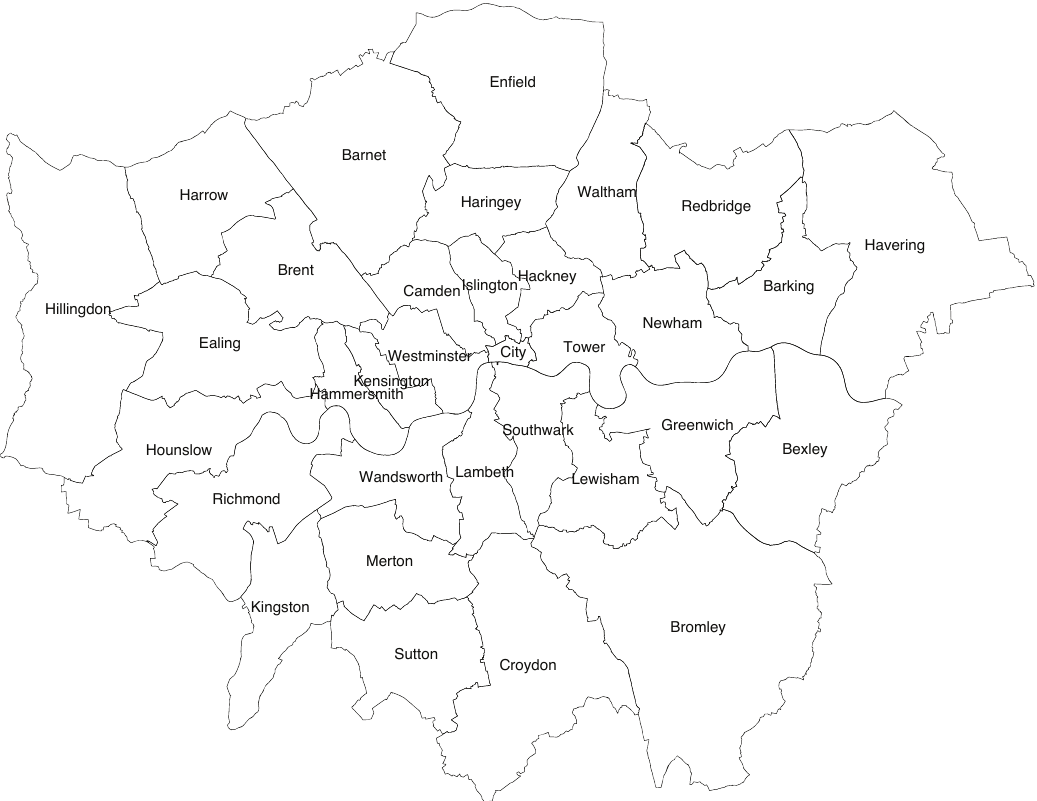 Enfield
Barnet
Harrow
Haringey
Waltham
Redbridge
Havering
Brent
Hackney
Camden
Islington
Barking
Hillingdon
Newham
Ealing
Tower
City
Westminster
Kensington
Hammersmith
Greenwich
Southwark
Hounslow
Bexley
Lambeth
Wandsworth
Lewisham
Richmond
Merton
Kingston
Bromley
Sutton
Croydon